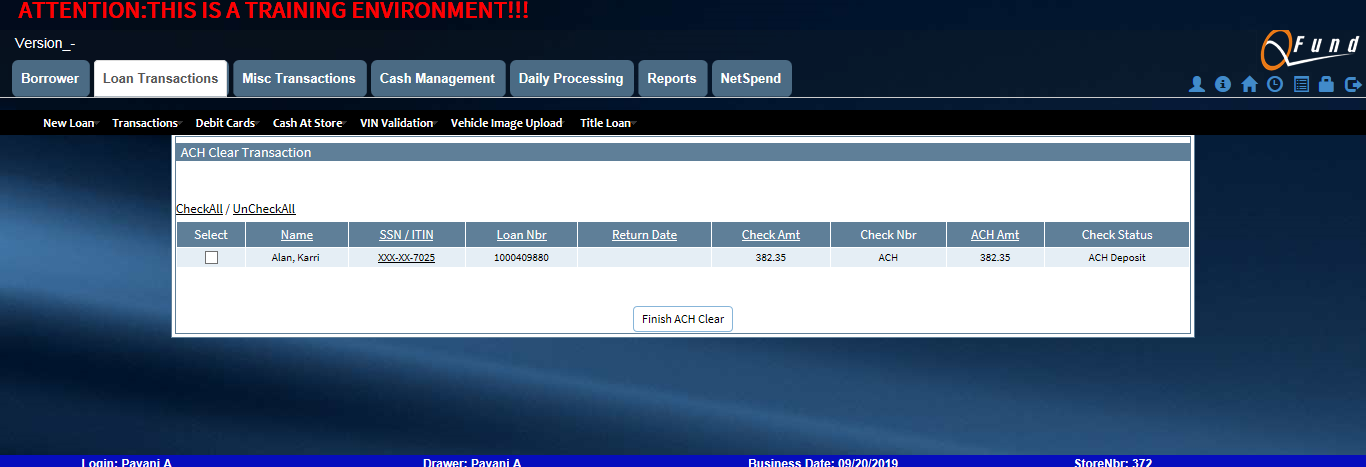 ATTENTION:THIS IS A TRAINING ENVIRONMENT!!!
Version_-
QFund
Borrower Loan Transactions Misc Transactions Cash Management Daily Processing Reports NetSpend
New Loan Transactions Debit Cards Cash At Store VIN Validation Vehicle Image Upload Title Loan
ACH Clear Transaction
CheckAll / UnCheckAll
Select Name SSN / ITIN Loan Nbr Return Date Check Amt Check Nbr ACH Amt Check Status
Alan, Karri XXX-XX-7025 1000409880 382.35 ACH 382.35 ACH Deposit
Finish ACH Clear
Login: Pavani A Drawer: Pavani A Business Date: 09/20/2019 StoreNbr: 372